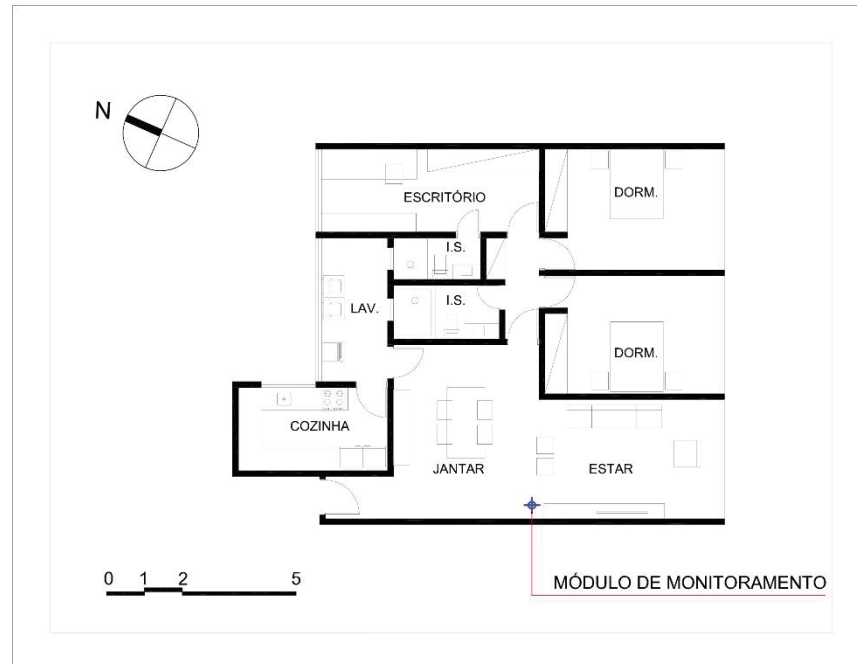 N
DORM.
ESCRITÓRIO
I.S.
I.S.
LAV.
DORM.
COZINHA
JANTAR
ESTAR
0 1 2 5
MÓDULO DE MONITORAMENTO